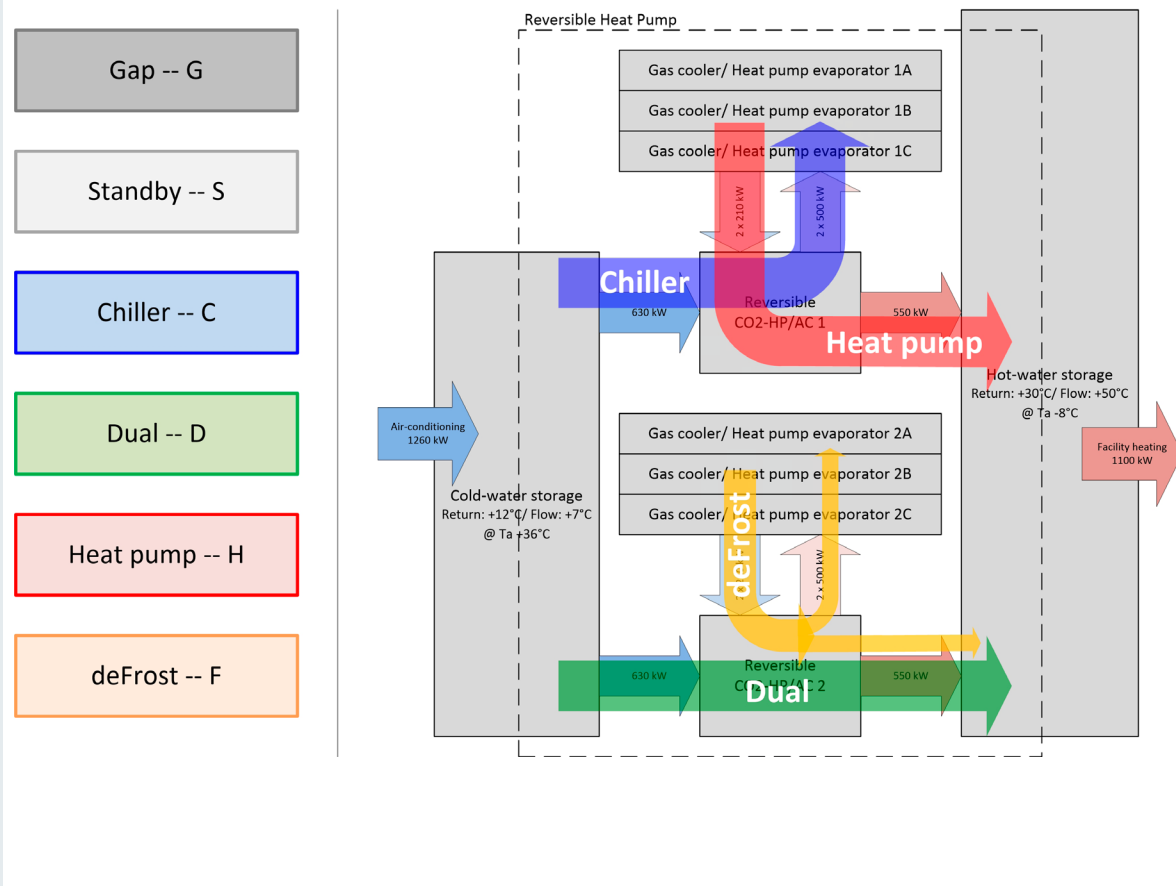 Gap -- G
Standby -- S
Chiller -- C
Dual -- D
Heat pump -- H
deFrost -- F
Reversible Heat Pump
Gas cooler/ Heat pump evaporator 1A
Gas cooler/ Heat pump evaporator 1B
Gas cooler/ Heat pump evaporator 1C
2 x 210 kW
2 x 500 kW
Chiller
630 kW
Reversible
CO2-HP/AC 1
550 kW
Heat pump
Hot-water storage
Return: +30°C/ Flow: +50°C
@ Ta -8°C
Air-conditioning
1260 kW
Facility heating
1100 kW
Cold-water storage
Return: +12°C/ Flow: +7°C
@ Ta +36°C
Gas cooler/ Heat pump evaporator 2A
Gas cooler/ Heat pump evaporator 2B
Gas cooler/ Heat pump evaporator 2C
deFrost
2 x 500 kW
630 kW
Reversible
CO2-HP/AC 2
550 kW
Dual